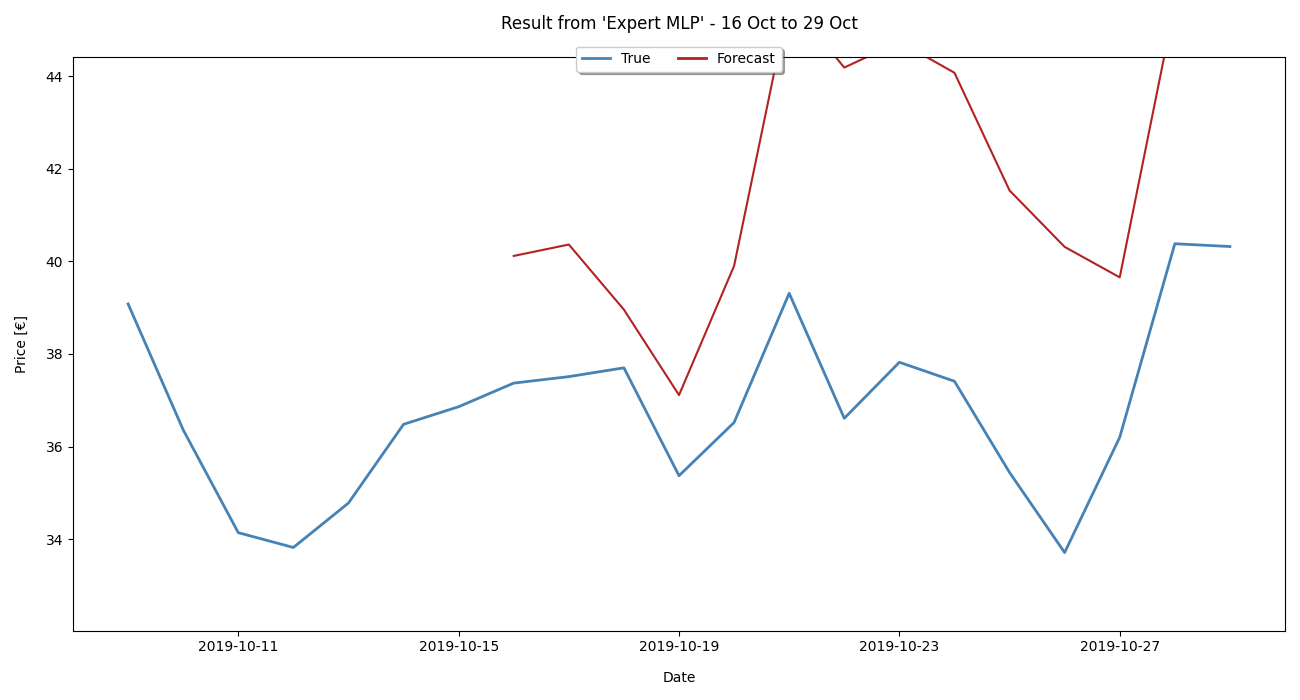 Result from 'Expert MLP' - 16 Oct to 29 Oct
True Forecast
44
42
40
38
36
34
Price [€]
2019-10-11 2019-10-15 2019-10-19 2019-10-23 2019-10-27
Date